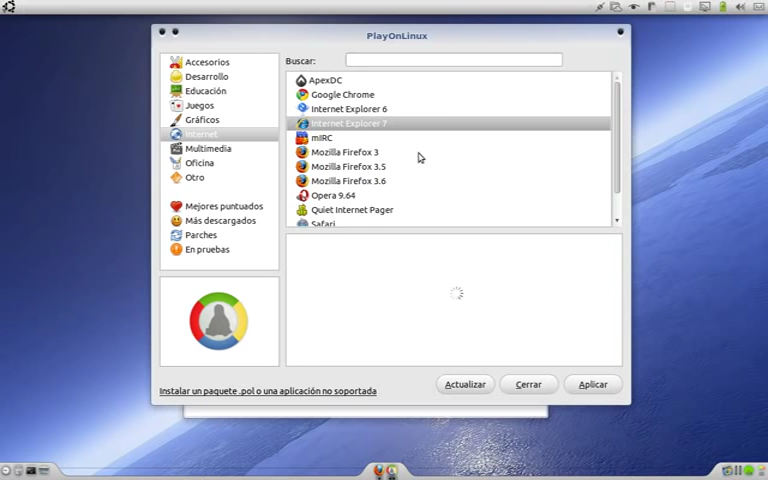 PlayOnLinux
Buscar:
Accesorios
Desarrollo
Educación
Juegos
Gráficos
Internet
Multimedia
Oficina
Otro
Mejores puntuados
Más descargados
Parches
En pruebas
ApexDC
Google Chrome
Internet Explorer 6
Internet Explorer 7
mIRC
Mozilla Firefox 3
Mozilla Firefox 3.5
Mozilla Firefox 3.6
Opera 9.64
Quiet Internet Pager
Safari
Instalar un paquete .pol o una aplicación no soportada
Actualizar
Cerrar
Aplicar